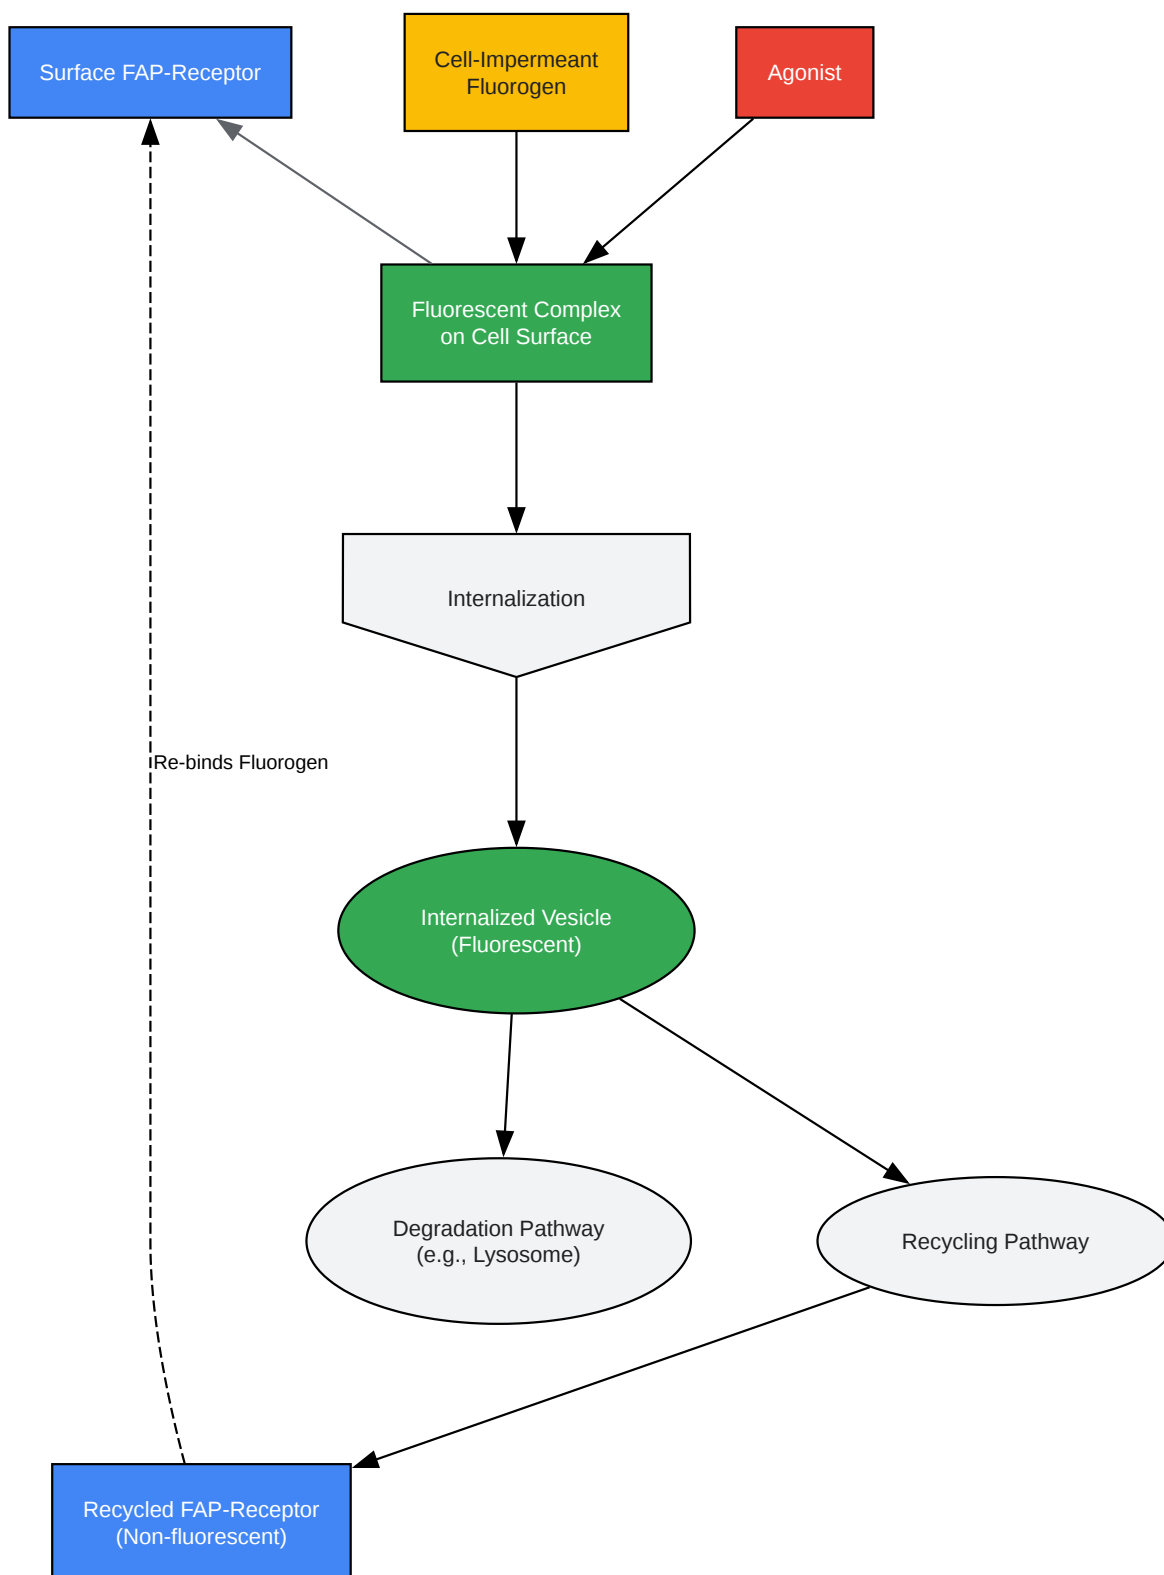 Surface FAP-Receptor
Cell-Impermeant
Fluorogen
Agonist
Fluorescent Complex
on Cell Surface
Internalization
Re-binds Fluorogen
Internalized Vesicle
(Fluorescent)
Degradation Pathway
(e.g., Lysosome)
Recycling Pathway
Recycled FAP-Receptor
(Non-fluorescent)